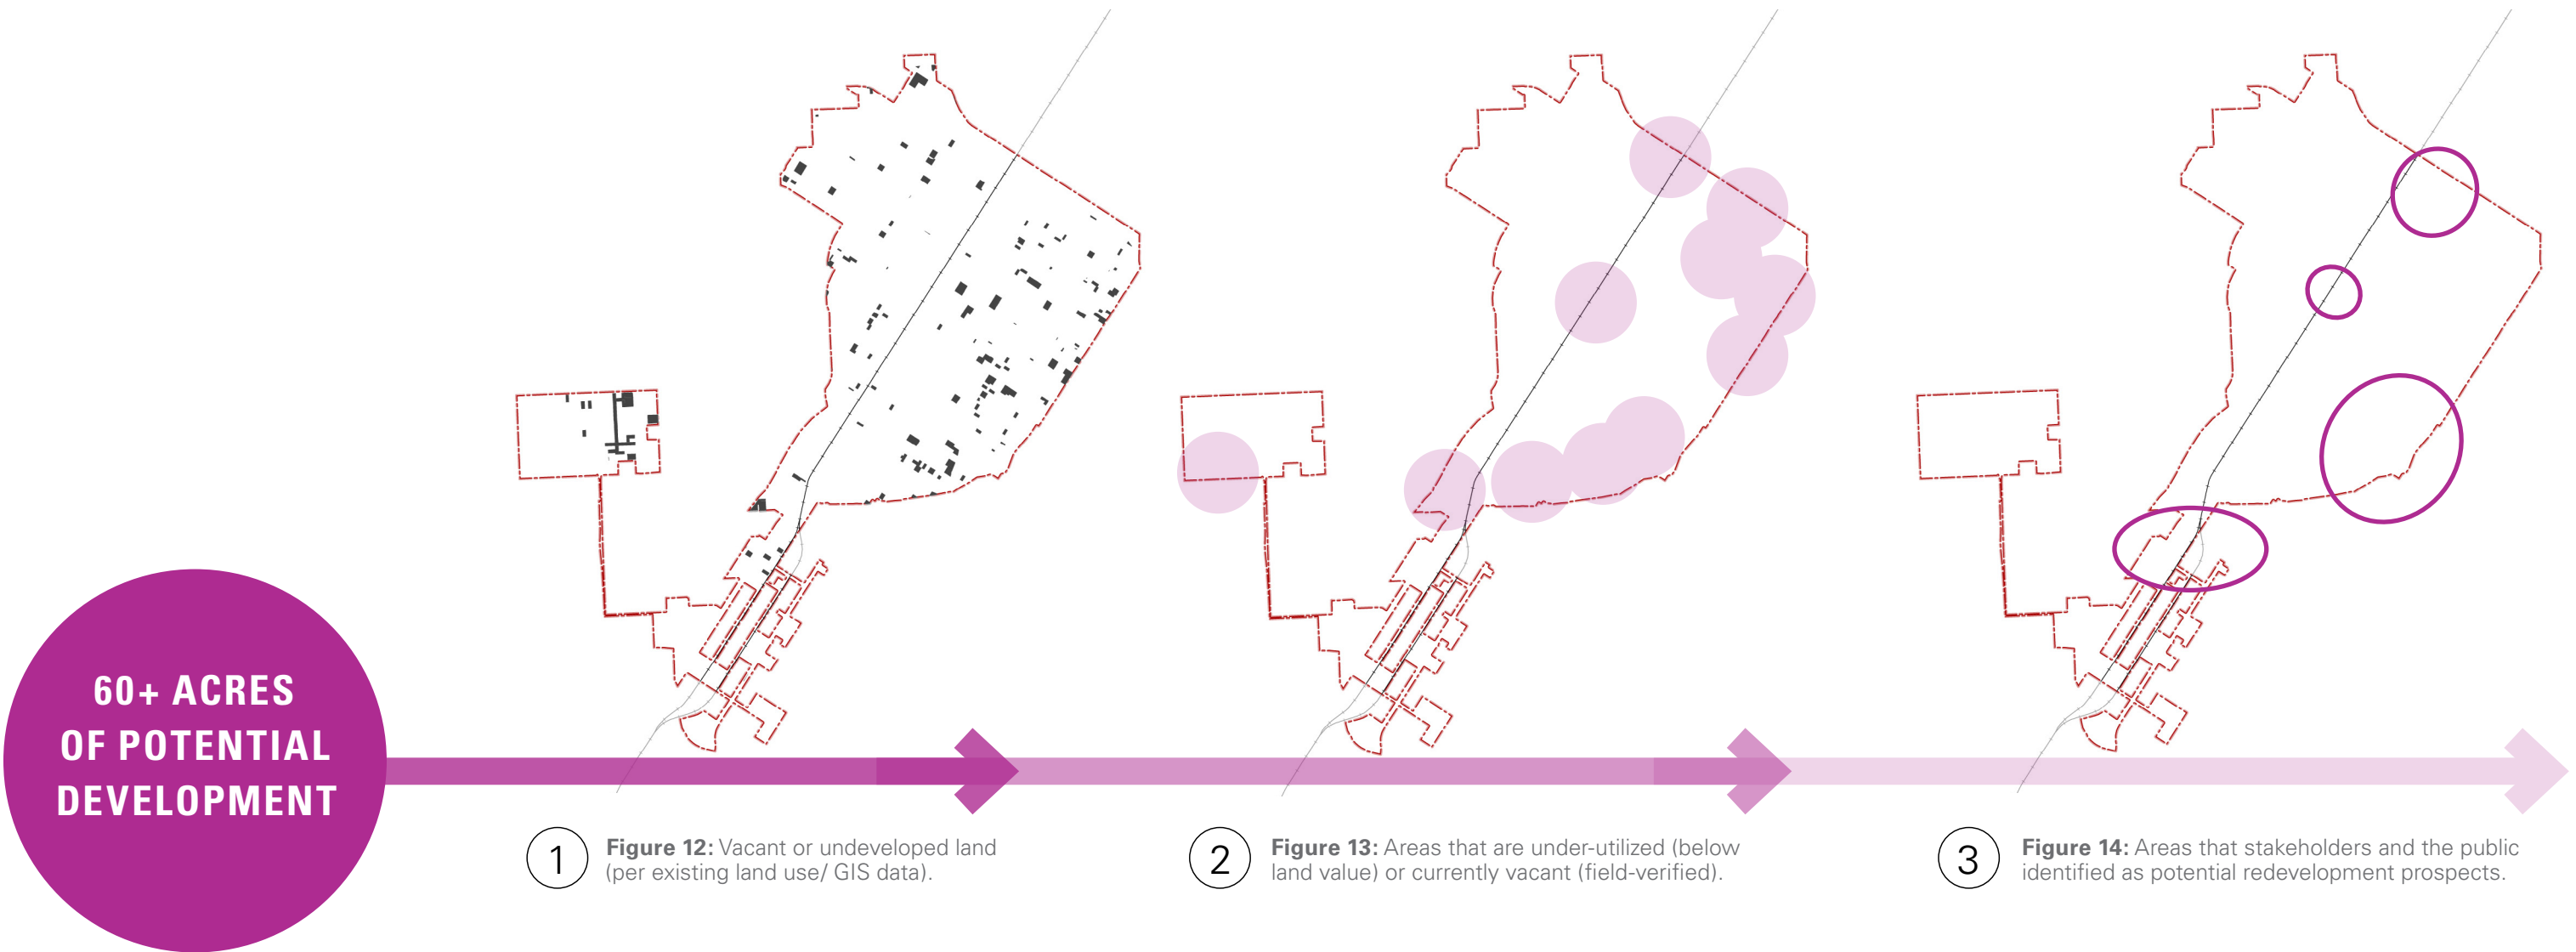 60+ ACRES
OF POTENTIAL
DEVELOPMENT
1
Figure 12: Vacant or undeveloped land
(per existing land use/ GIS data).
2
Figure 13: Areas that are under-utilized (below
land value) or currently vacant (field-verified).
3
Figure 14: Areas that stakeholders and the public
identified as potential redevelopment prospects.